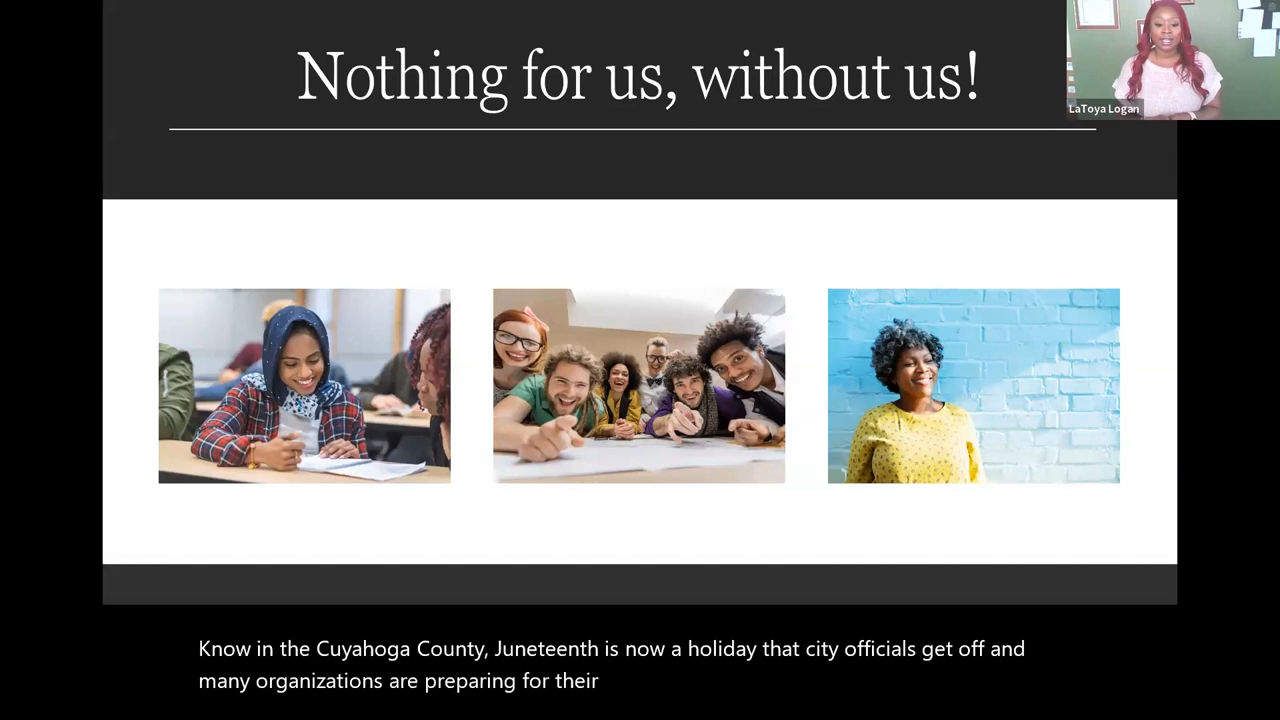 Nothing for us, without us!
LaToya Logan
Know in the Cuyahoga County, Juneteenth is now a holiday that city officials get off and
many organizations are preparing for their